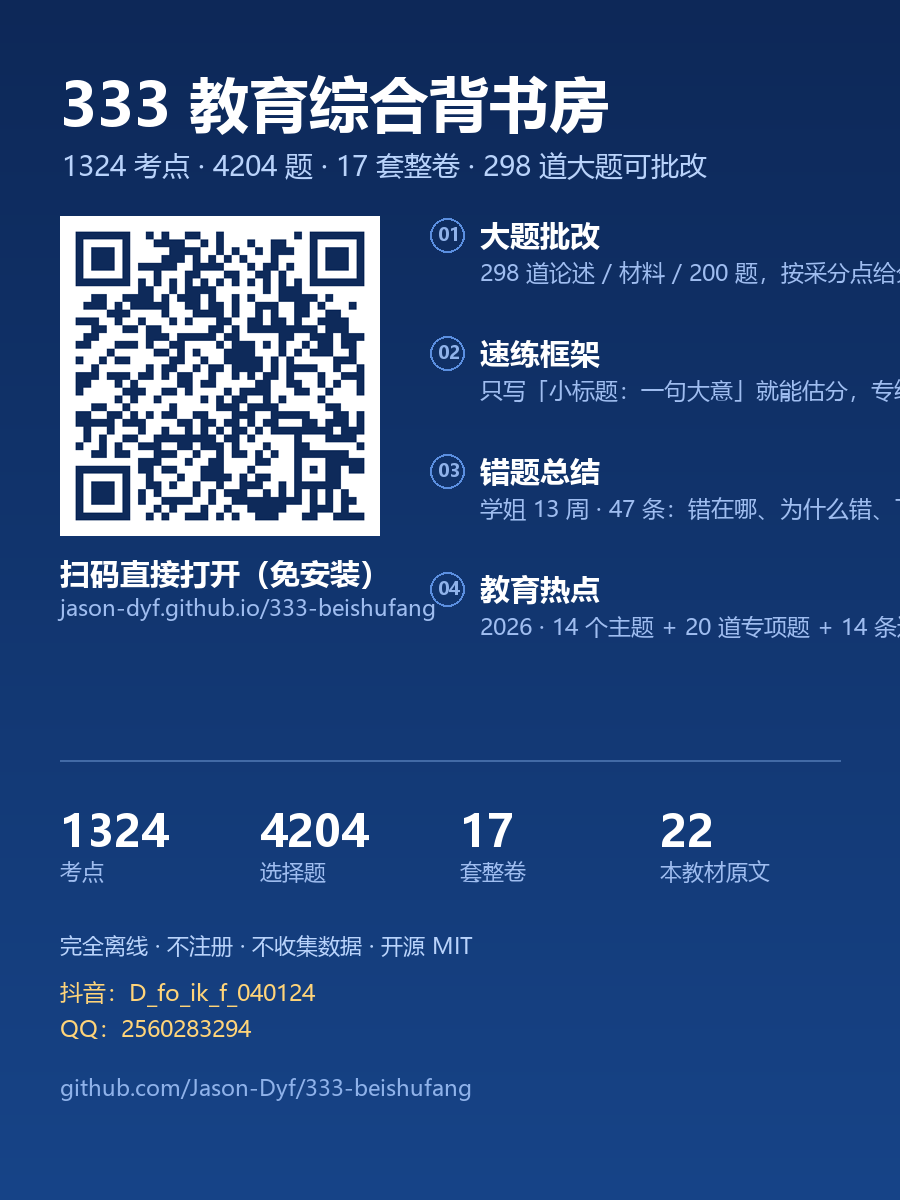 333 教育综合背书房
1324 考点 · 4204 题 · 17 套整卷 · 298 道大题可批改
01 大题批改
298 道论述 / 材料 / 200 题，按采分点给
02 速练框架
只写「小标题：一句大意」就能估分，专
03 错题总结
学姐 13 周 · 47 条：错在哪、为什么错、
04 教育热点
2026 · 14 个主题 + 20 道专项题 + 14 条
扫码直接打开（免安装）
jason-dyf.github.io/333-beishufang
1324
考点
4204
选择题
17
套整卷
22
本教材原文
完全离线 · 不注册 · 不收集数据 · 开源 MIT
抖音：D_fo_ik_f_040124
QQ：2560283294
github.com/Jason-Dyf/333-beishufang